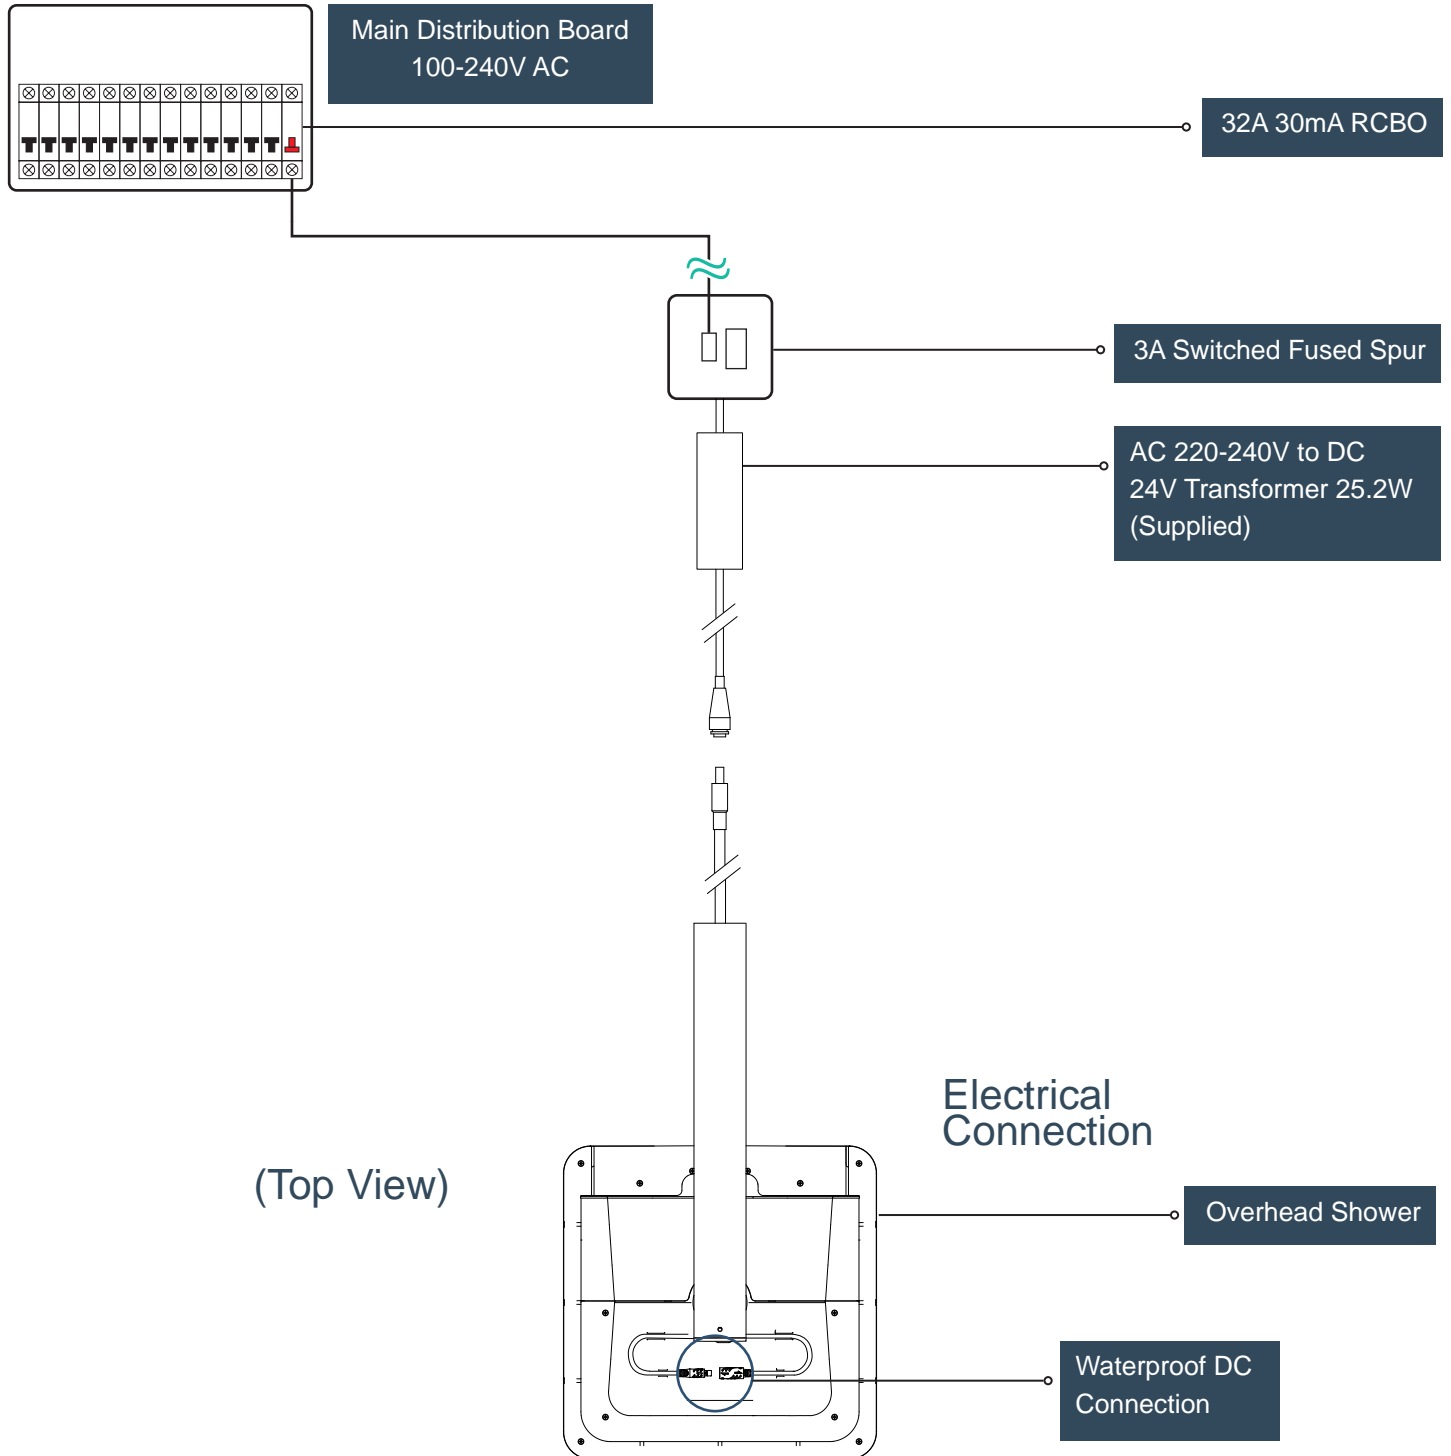 Main Distribution Board
100-240V AC
32A 30mA RCBO
3A Switched Fused Spur
AC 220-240V to DC
24V Transformer 25.2W
(Supplied)
Electrical
Connection
(Top View)
Overhead Shower
Waterproof DC
Connection